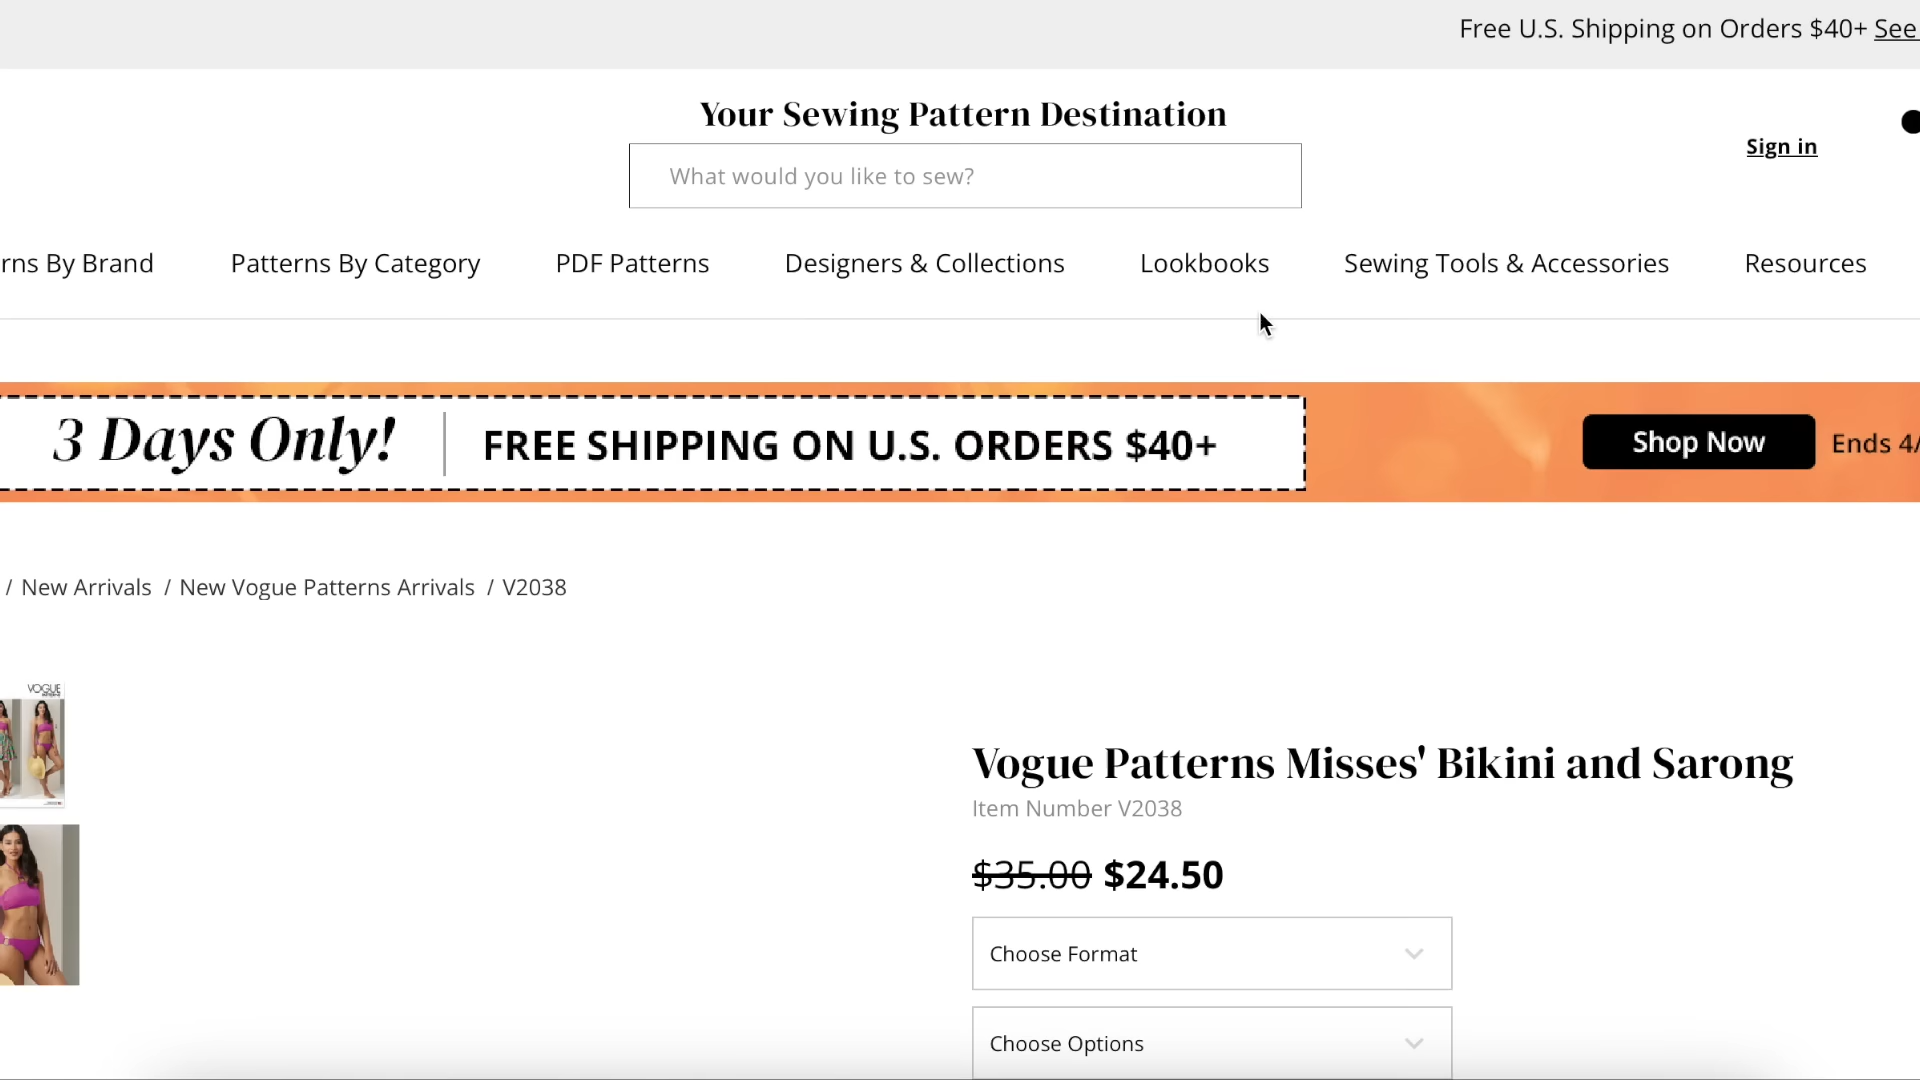 Free U.S. Shipping on Orders $40+ See
Your Sewing Pattern Destination
What would you like to sew?
Sign in
rns By Brand Patterns By Category PDF Patterns Designers & Collections Lookbooks Sewing Tools & Accessories Resources
3 Days Only! FREE SHIPPING ON U.S. ORDERS $40+ Shop Now Ends 4/
/ New Arrivals / New Vogue Patterns Arrivals / V2038
VOGUE
Vogue Patterns Misses' Bikini and Sarong
Item Number V2038
$35.00 $24.50
Choose Format
Choose Options